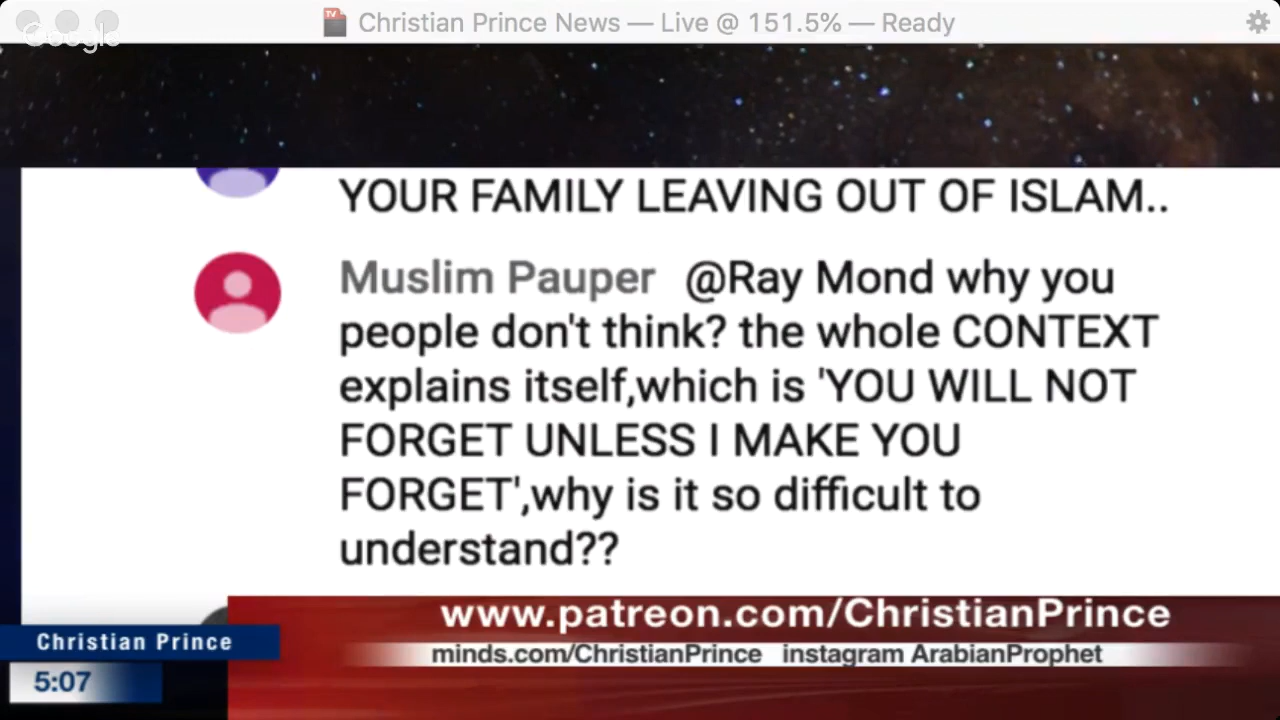 Christian Prince News — Live @ 151.5% — Ready
Google
YOUR FAMILY LEAVING OUT OF ISLAM..
Muslim Pauper @Ray Mond why you
people don't think? the whole CONTEXT
explains itself,which is 'YOU WILL NOT
FORGET UNLESS I MAKE YOU
FORGET',why is it so difficult to
understand??
www.patreon.com/ChristianPrince
Christian Prince
minds.com/ChristianPrince instagram ArabianProphet
5:07